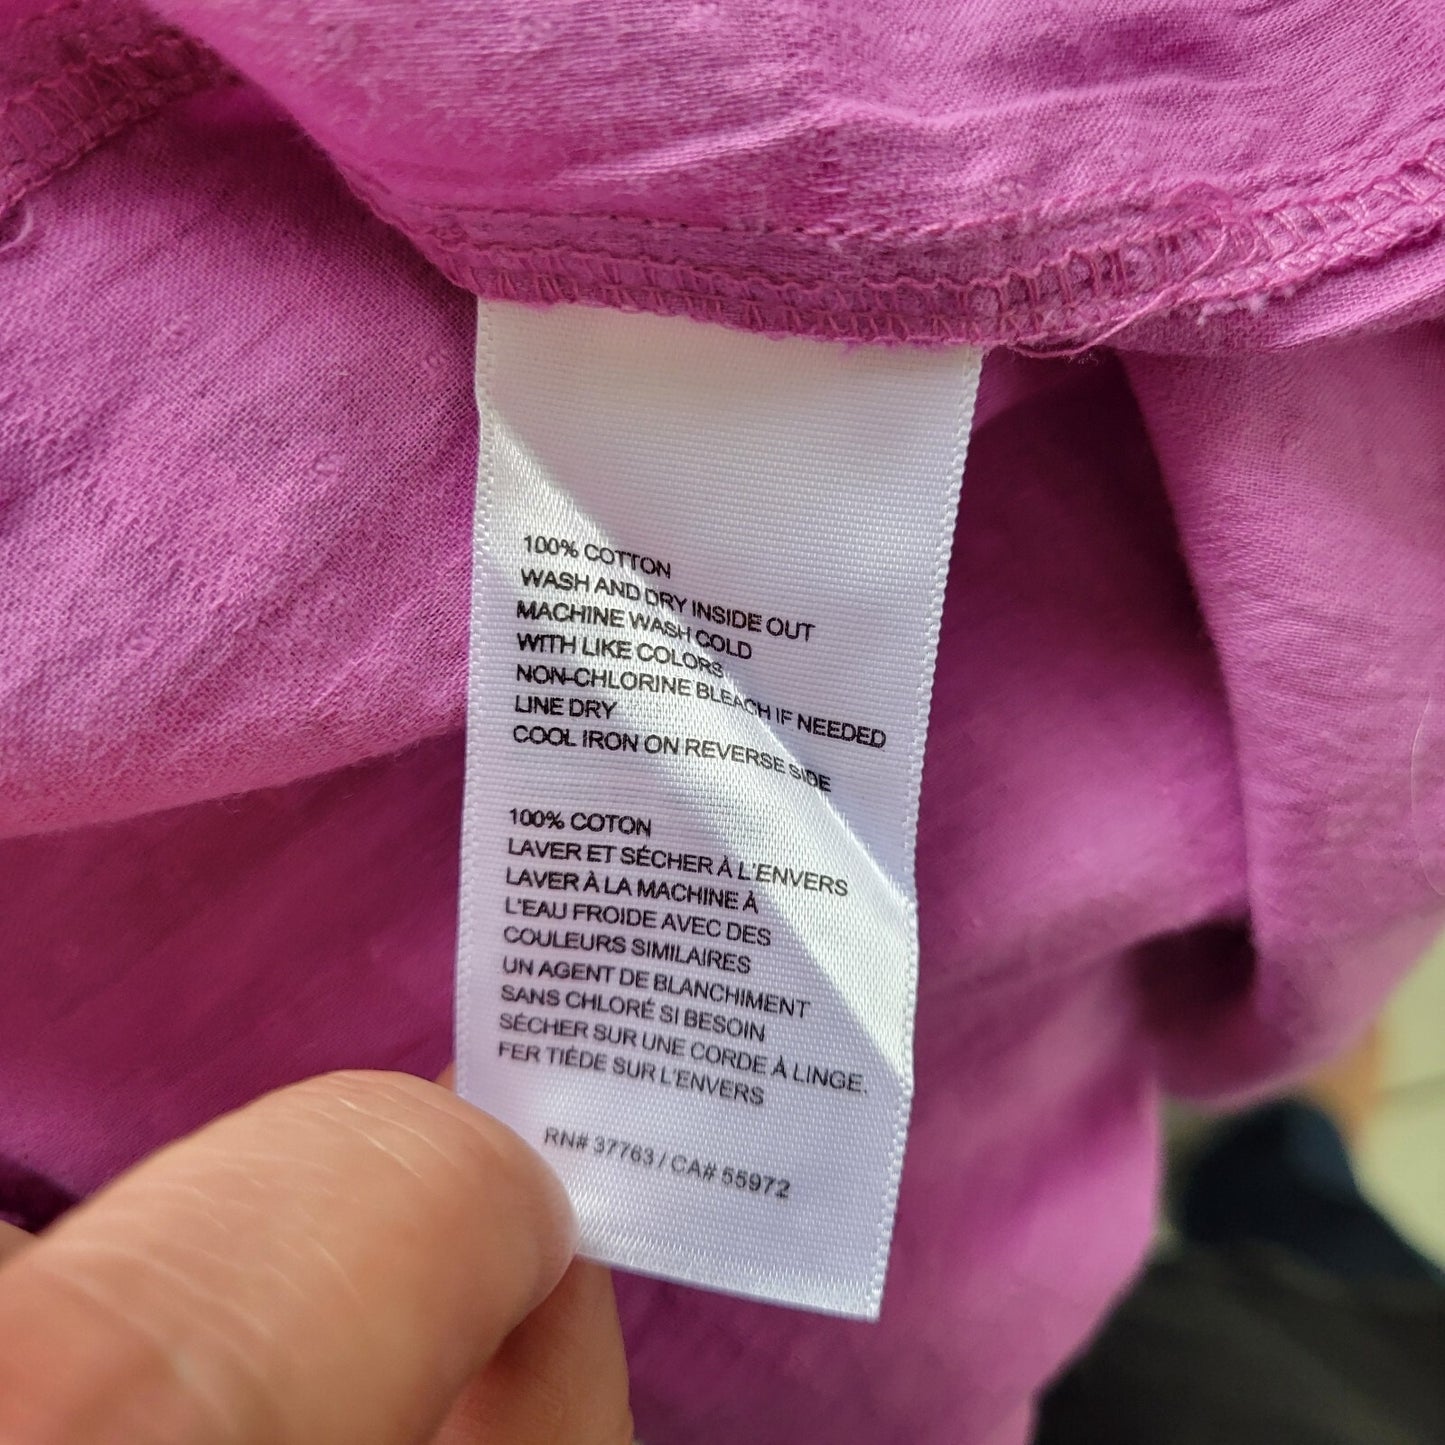 100% COTTON
WASH AND DRY INSIDE OUT
MACHINE WASH COLD
WITH LIKE COLORS
NON-CHLORINE BLEACH IF NEEDED
LINE DRY
COOL IRON ON REVERSE SIDE
100% COTON
LAVER ET SÉCHER À L'ENVERS
LAVER À LA MACHINE À
L'EAU FROIDE AVEC DES
COULEURS SIMILAIRES
UN AGENT DE BLANCHIMENT
SANS CHLORÉ SI BESOIN
SÉCHER SUR UNE CORDE À LINGE.
FER TIÉDE SUR L'ENVERS
RN# 37763 / CA# 55972